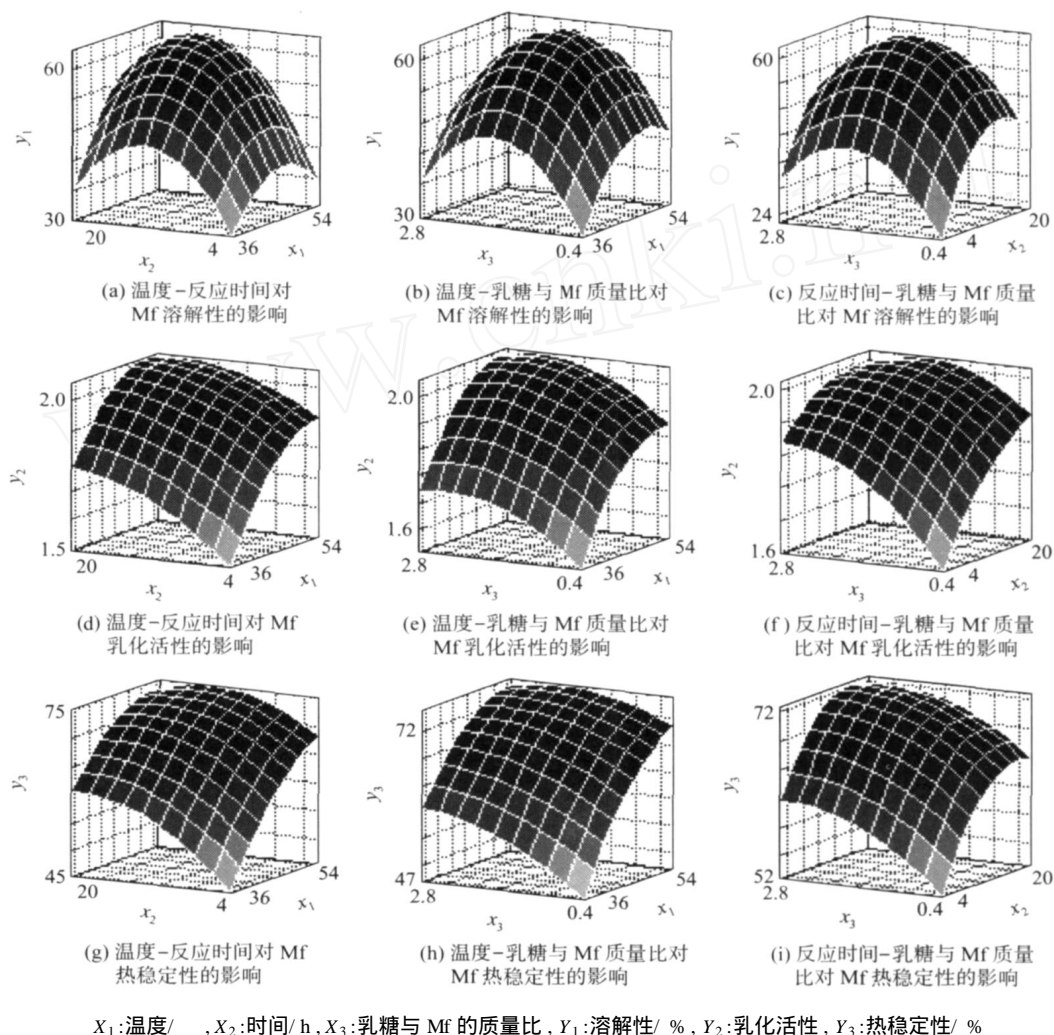 60
y₁
30
20
x₂
4
36
x₁
54
(a) 温度-反应时间对
Mf 溶解性的影响
60
y₁
30
2.8
x₃
0.4
36
x₁
54
(b) 温度-乳糖与 Mf 质量比对
Mf 溶解性的影响
60
y₁
24
2.8
x₃
0.4
4
x₂
20
(c) 反应时间-乳糖与 Mf 质量
比对 Mf 溶解性的影响
2.0
y₂
1.5
20
x₂
4
36
x₁
54
(d) 温度-反应时间对 Mf
乳化活性的影响
2.0
y₂
1.6
2.8
x₃
0.4
36
x₁
54
(e) 温度-乳糖与 Mf 质量比对
Mf 乳化活性的影响
2.0
y₂
1.6
2.8
x₃
0.4
4
x₂
20
(f) 反应时间-乳糖与 Mf 质量
比对 Mf 乳化活性的影响
75
y₃
45
20
x₂
4
36
x₁
54
(g) 温度-反应时间对 Mf
热稳定性的影响
72
y₃
47
2.8
x₃
0.4
36
x₁
54
(h) 温度-乳糖与 Mf 质量比对
Mf 热稳定性的影响
72
y₃
52
2.8
x₃
0.4
4
x₂
20
(i) 反应时间-乳糖与 Mf 质量
比对 Mf 热稳定性的影响
X₁:温度/ ,X₂:时间/ h ,X₃:乳糖与 Mf 的质量比 ,Y₁:溶解性/ % ,Y₂:乳化活性 ,Y₃:热稳定性/ %